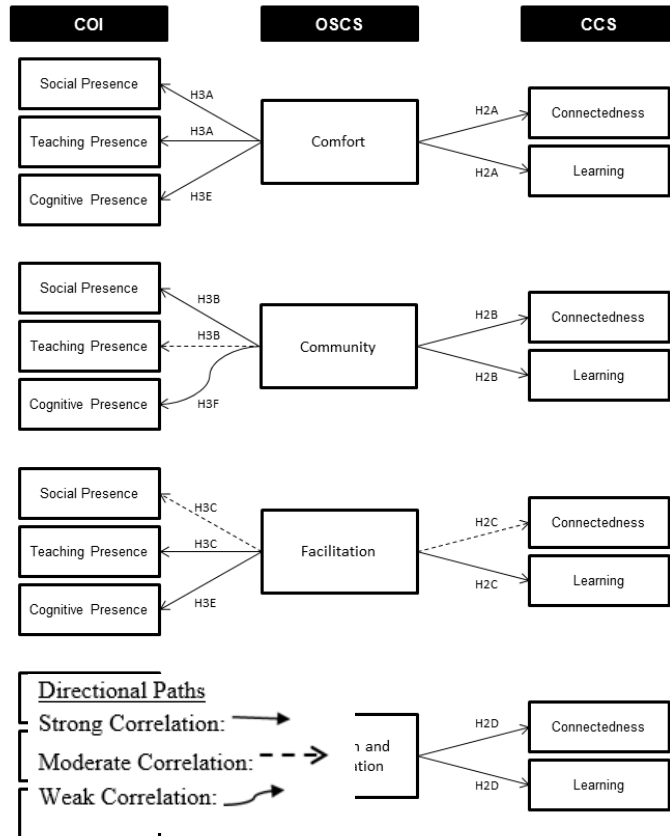 COI OSCS CCS
Social Presence
H3A
Teaching Presence
H3A
Cognitive Presence
H3E
Comfort
H2A
Connectedness
H2A
Learning
Social Presence
H3B
Teaching Presence
H3B
Cognitive Presence
H3F
Community
H2B
Connectedness
H2B
Learning
Social Presence
H3C
Teaching Presence
H3C
Cognitive Presence
H3E
Facilitation
H2C
Connectedness
H2C
Learning
Directional Paths
Strong Correlation:
Moderate Correlation:
Weak Correlation:
and
H2D
Connectedness
H2D
Learning